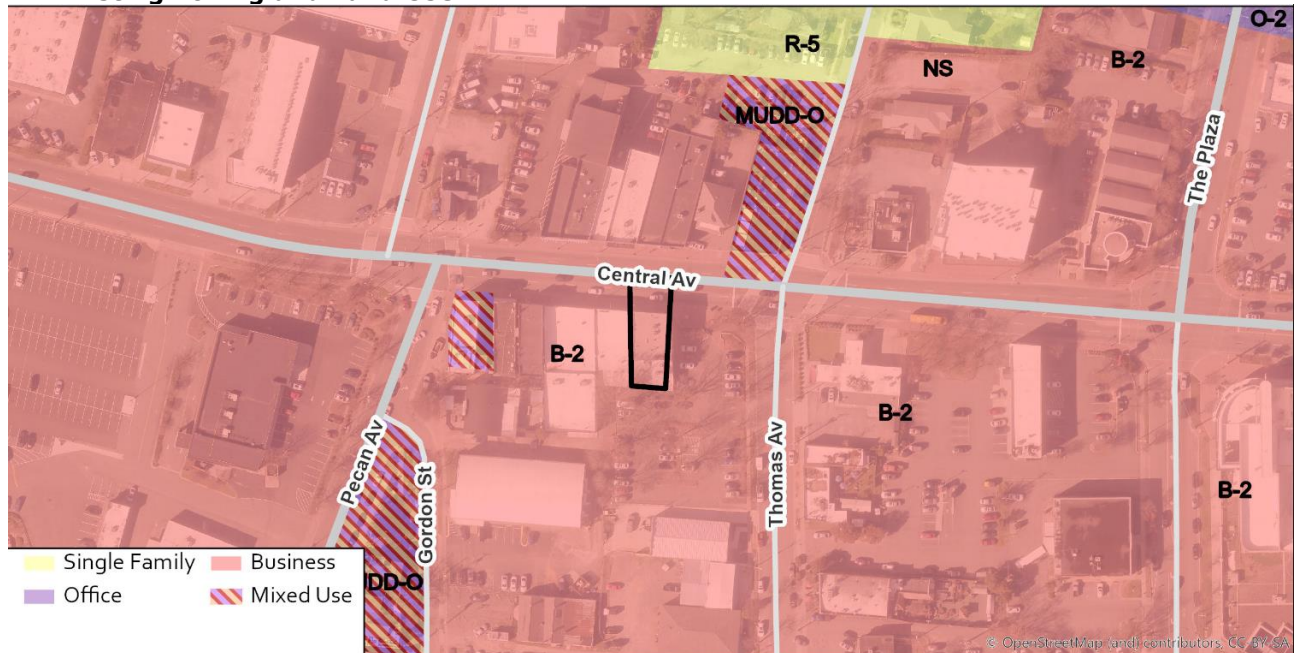 O-2
R-5
NS
B-2
MUDD-O
The Plaza
Central Av
B-2
B-2
Pecan Av
Gordon St
Thomas Av
B-2
Single Family
Business
Office
Mixed Use
DD-O
© OpenStreetMap (and) contributors, CC-BY-SA